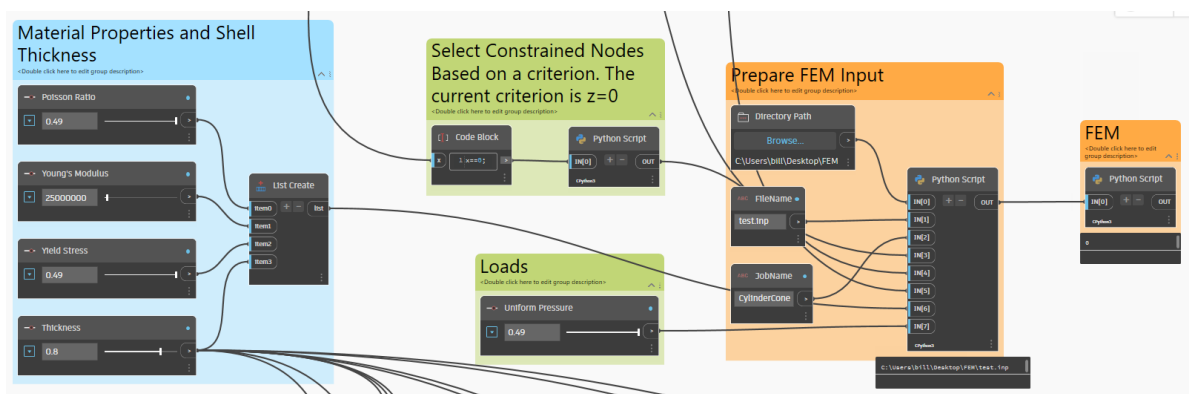 Material Properties and Shell
Thickness
<Double click here to edit group description>
Poisson Ratio
0.49
>
Young's Modulus
25000000
>
Yield Stress
0.49
>
Thickness
0.8
>
List Create
item0 + - list
item1
item2
item3
Select Constrained Nodes
Based on a criterion. The
current criterion is z=0
<Double click here to edit group description>
Code Block
x 1 x==0; >
Python Script
IN[0] + - OUT
CPython3
Loads
<Double click here to edit group description>
Uniform Pressure
0.49
>
Prepare FEM Input
<Double click here to edit group description>
Directory Path
Browse... >
C:\Users\bill\Desktop\FEM
FileName
test.inp >
JobName
CylinderCone >
Python Script
IN[0] + - OUT
IN[1]
IN[2]
IN[3]
IN[4]
IN[5]
IN[6]
IN[7]
CPython3
C:\Users\bill\Desktop\FEM\test.inp
FEM
<Double click here to edit
group description>
Python Script
IN[0] + - OUT
CPython3
0